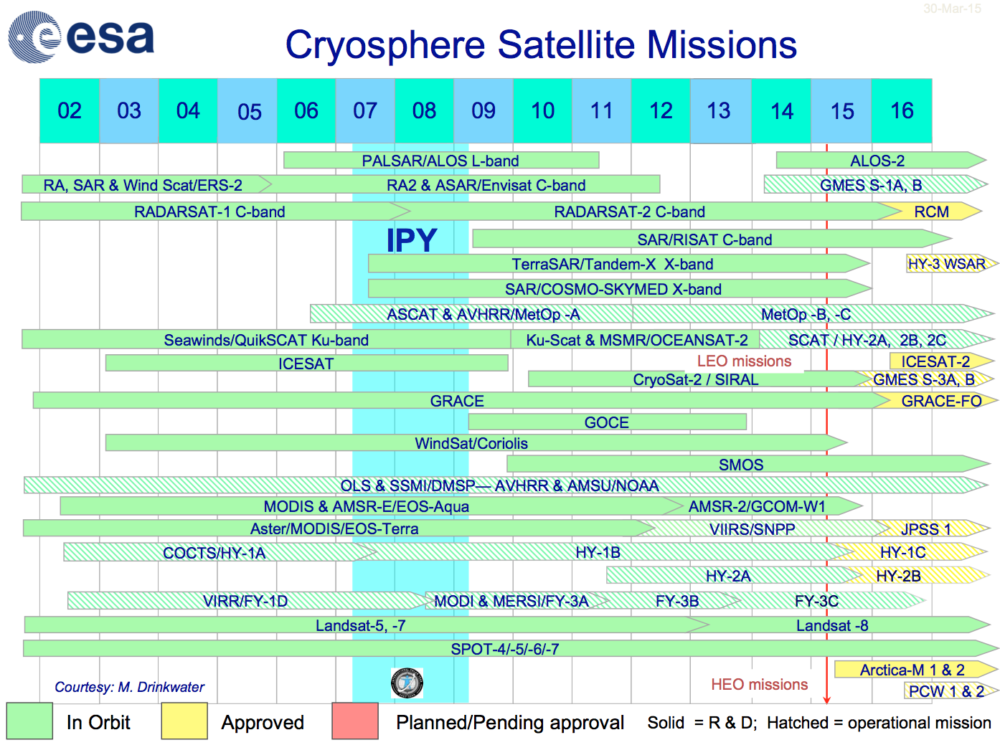 30-Mar-15
esa
Cryosphere Satellite Missions
02 03 04 05 06 07 08 09 10 11 12 13 14 15 16
PALSAR/ALOS L-band ALOS-2
RA, SAR & Wind Scat/ERS-2 RA2 & ASAR/Envisat C-band GMES S-1A, B
RADARSAT-1 C-band RADARSAT-2 C-band RCM
IPY
SAR/RISAT C-band
TerraSAR/Tandem-X X-band HY-3 WSAR
SAR/COSMO-SKYMED X-band
ASCAT & AVHRR/MetOp -A MetOp -B, -C
Seawinds/QuikSCAT Ku-band Ku-Scat & MSMR/OCEANSAT-2 SCAT / HY-2A, 2B, 2C
ICESAT LEO missions ICESAT-2
CryoSat-2 / SIRAL GMES S-3A, B
GRACE GRACE-FO
GOCE
WindSat/Coriolis
SMOS
OLS & SSMI/DMSP— AVHRR & AMSU/NOAA
MODIS & AMSR-E/EOS-Aqua AMSR-2/GCOM-W1
Aster/MODIS/EOS-Terra VIIRS/SNPP JPSS 1
COCTS/HY-1A HY-1B HY-1C
HY-2A HY-2B
VIRR/FY-1D MODI & MERSI/FY-3A FY-3B FY-3C
Landsat-5, -7 Landsat -8
SPOT-4/-5/-6/-7
Arctica-M 1 & 2
Courtesy: M. Drinkwater HEO missions PCW 1 & 2
In Orbit Approved Planned/Pending approval Solid = R & D; Hatched = operational mission